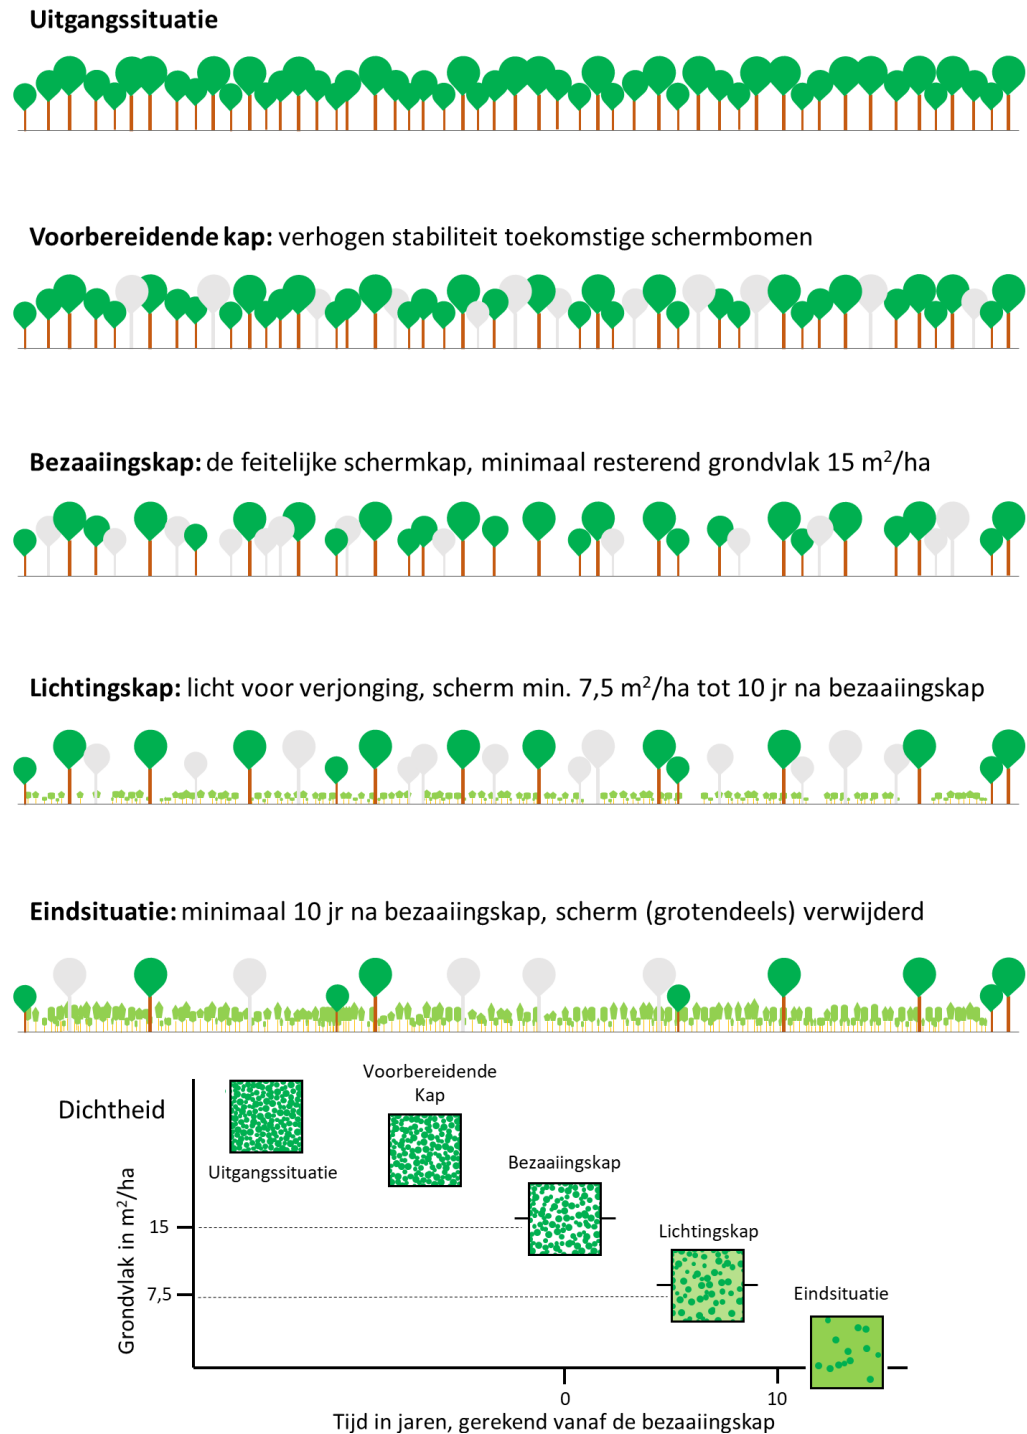 Uitgangssituatie
Voorbereidende kap: verhogen stabiliteit toekomstige schermbomen
Bezaaiingskap: de feitelijke schermkap, minimaal resterend grondvlak 15 m²/ha
Lichtingskap: licht voor verjonging, scherm min. 7,5 m²/ha tot 10 jr na bezaaiingskap
Eindsituatie: minimaal 10 jr na bezaaiingskap, scherm (grotendeels) verwijderd
Voorbereidende
Kap
Dichtheid
Uitgangssituatie
Bezaaiingskap
Grondvlak in m²/ha
15
Lichtingskap
7,5
Eindsituatie
0
10
Tijd in jaren, gerekend vanaf de bezaaiingskap